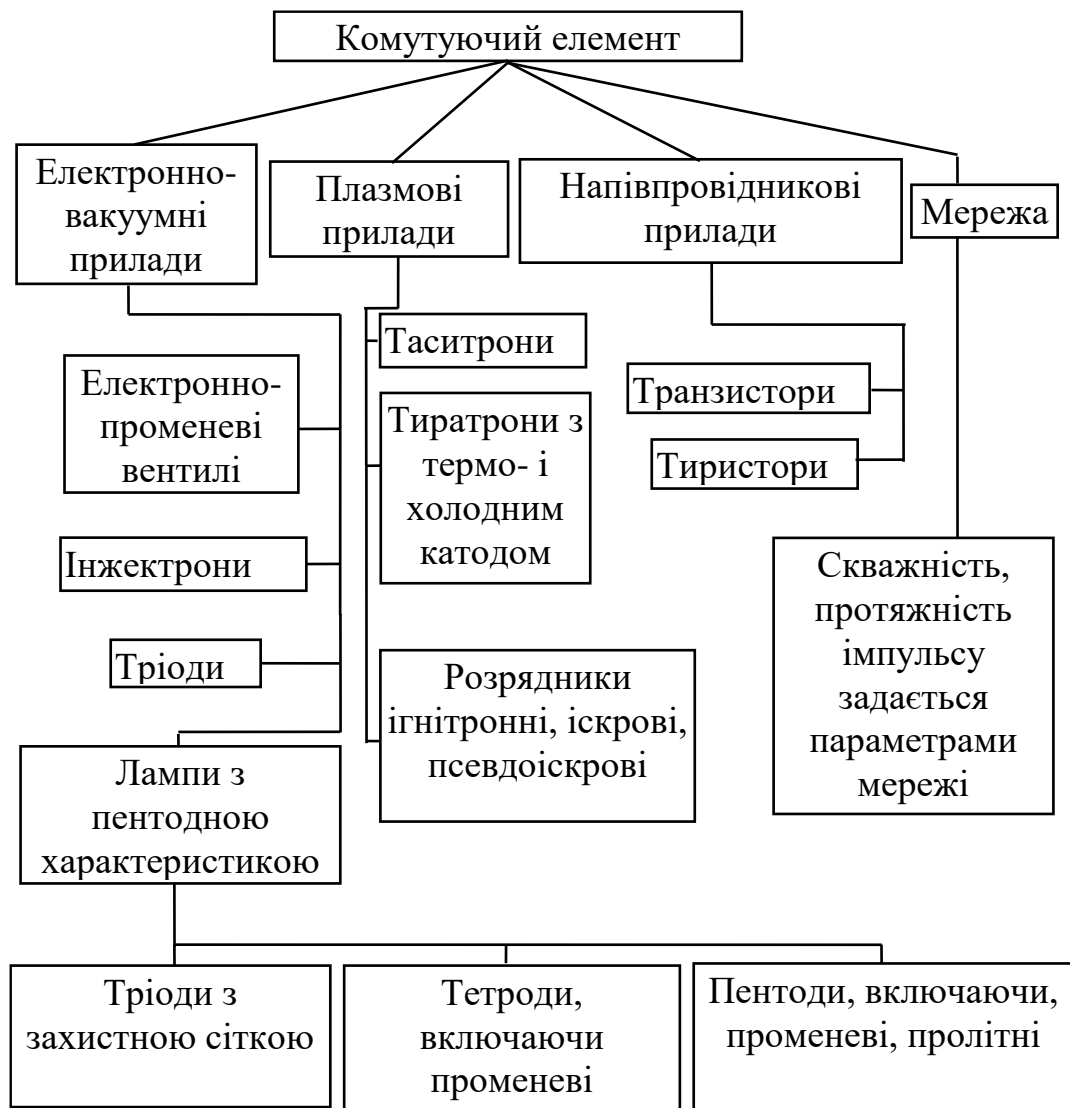 Комутуючий елемент
Електронно-
вакуумні
прилади
Плазмові
прилади
Напівпровідникові
прилади
Мережа
Електронно-
променеві
вентилі
Інжектрони
Тріоди
Лампи з
пентодною
характеристикою
Таситрони
Тиратрони з
термо- і
холодним
катодом
Розрядники
ігнітронні, іскрові,
псевдоіскрові
Транзистори
Тиристори
Скважність,
протяжність
імпульсу
задається
параметрами
мережі
Тріоди з
захистною сіткою
Тетроди,
включаючи
променеві
Пентоди, включаючи,
променеві, пролітні